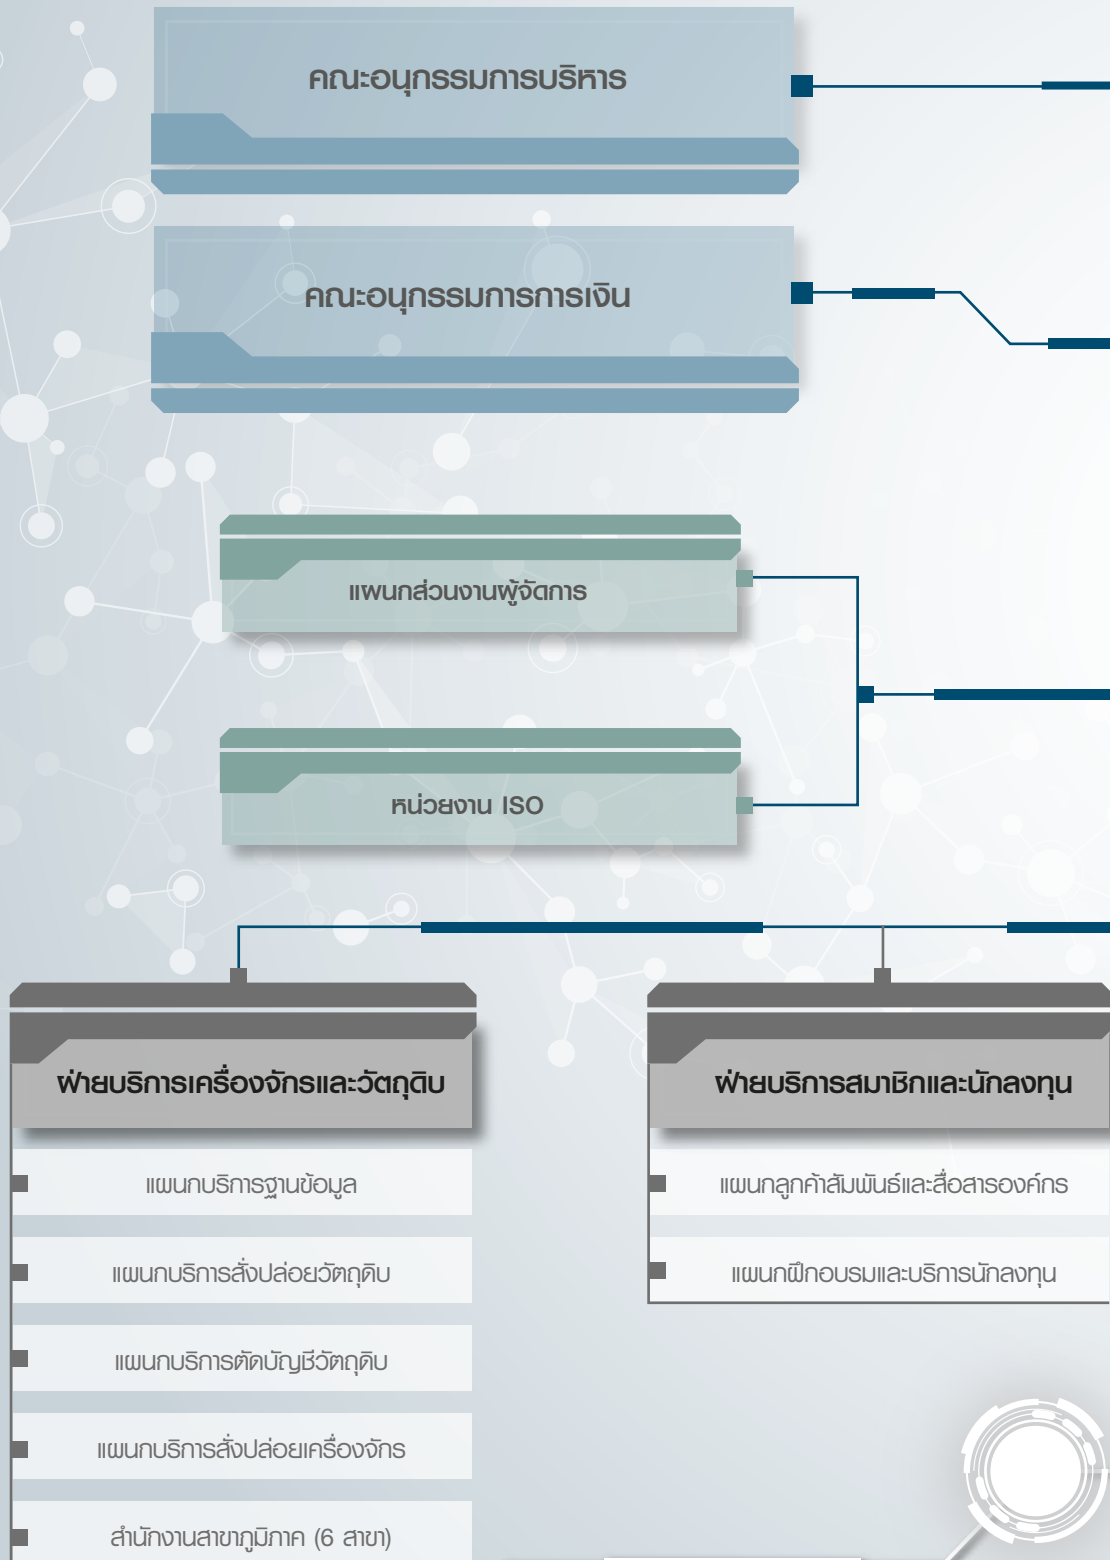 คณะอนุกรรมการบริหาร
คณะอนุกรรมการการเงิน
แผนกส่วนงานผู้จัดการ
หน่วยงาน ISO
ฝ่ายบริการเครื่องจักรและวัตถุดิบ
แผนกบริการฐานข้อมูล
แผนกบริการสั่งปล่อยวัตถุดิบ
แผนกบริการตัดบัญชีวัตถุดิบ
แผนกบริการสั่งปล่อยเครื่องจักร
สำนักงานสาขาภูมิภาค (6 สาขา)
ฝ่ายบริการสมาชิกและนักลงทุน
แผนกลูกค้าสัมพันธ์และสื่อสารองค์กร
แผนกฝึกอบรมและบริการนักลงทุน